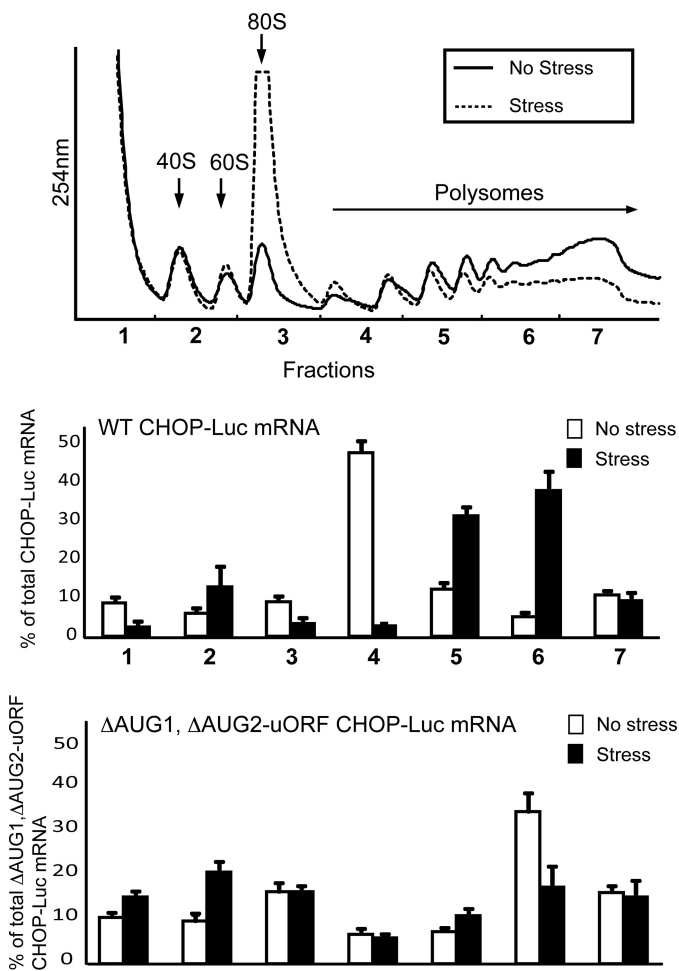 80S
No Stress
Stress
254nm
40S 60S
Polysomes
1 2 3 4 5 6 7
Fractions
% of total CHOP-Luc mRNA
WT CHOP-Luc mRNA
No stress
Stress
50
40
30
20
10
0
1 2 3 4 5 6 7
% of total ΔAUG1,ΔAUG2-uORF
CHOP-Luc mRNA
ΔAUG1, ΔAUG2-uORF CHOP-Luc mRNA
No stress
Stress
50
40
30
20
10
0